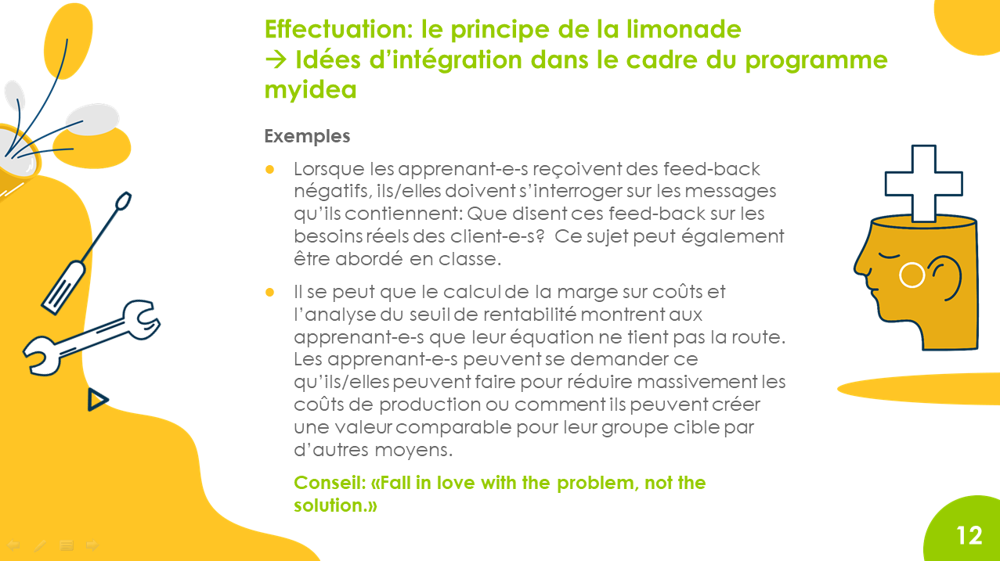 Effectuation: le principe de la limonade
→ Idées d’intégration dans le cadre du programme
myidea
Exemples
● Lorsque les apprenant-e-s reçoivent des feed-back
négatifs, ils/elles doivent s’interroger sur les messages
qu’ils contiennent: Que disent ces feed-back sur les
besoins réels des client-e-s? Ce sujet peut également
être abordé en classe.
● Il se peut que le calcul de la marge sur coûts et
l’analyse du seuil de rentabilité montrent aux
apprenant-e-s que leur équation ne tient pas la route.
Les apprenant-e-s peuvent se demander ce
qu’ils/elles peuvent faire pour réduire massivement les
coûts de production ou comment ils peuvent créer
une valeur comparable pour leur groupe cible par
d’autres moyens.
Conseil: «Fall in love with the problem, not the
solution.»
12